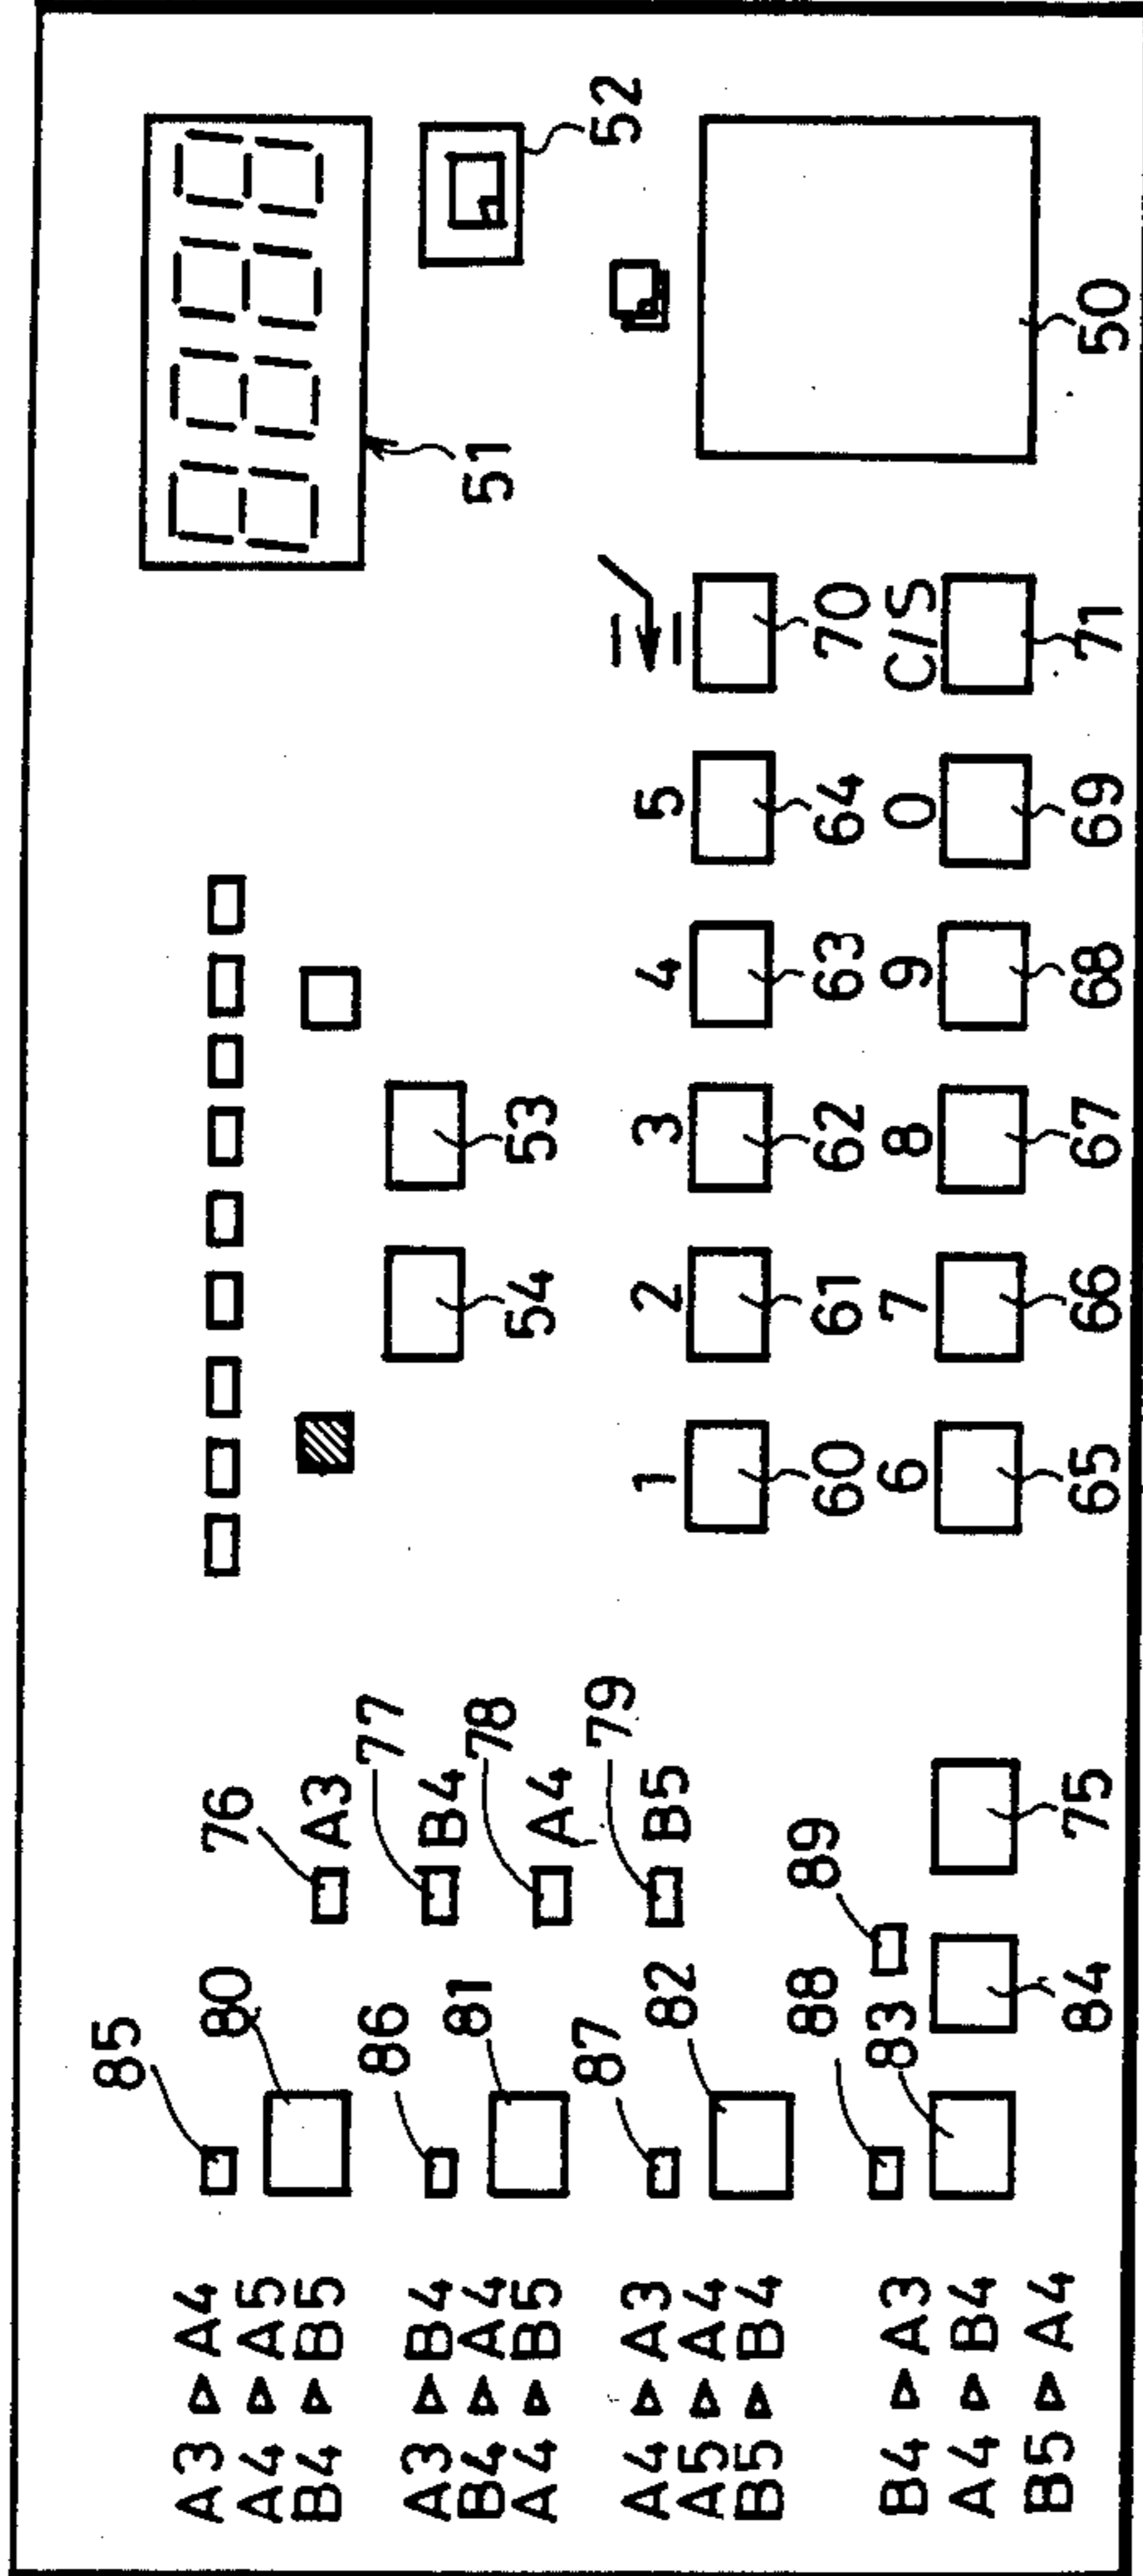 85
80
A3 ▷ A4
A4 ▷ A5
B4 ▷ B5
76
A3
86
81
77
B4
A3 ▷ B4
B4 ▷ A4
A4 ▷ B5
78
A4
87
82
79
B5
A4 ▷ A3
A5 ▷ A4
B5 ▷ B4
88
89
83
B4 ▷ A3
A4 ▷ B4
B5 ▷ A4
84
75
54
53
51
52
1 2 3 4 5
60 61 62 63 64 70
6 7 8 9 0 C/S
65 66 67 68 69 71
50